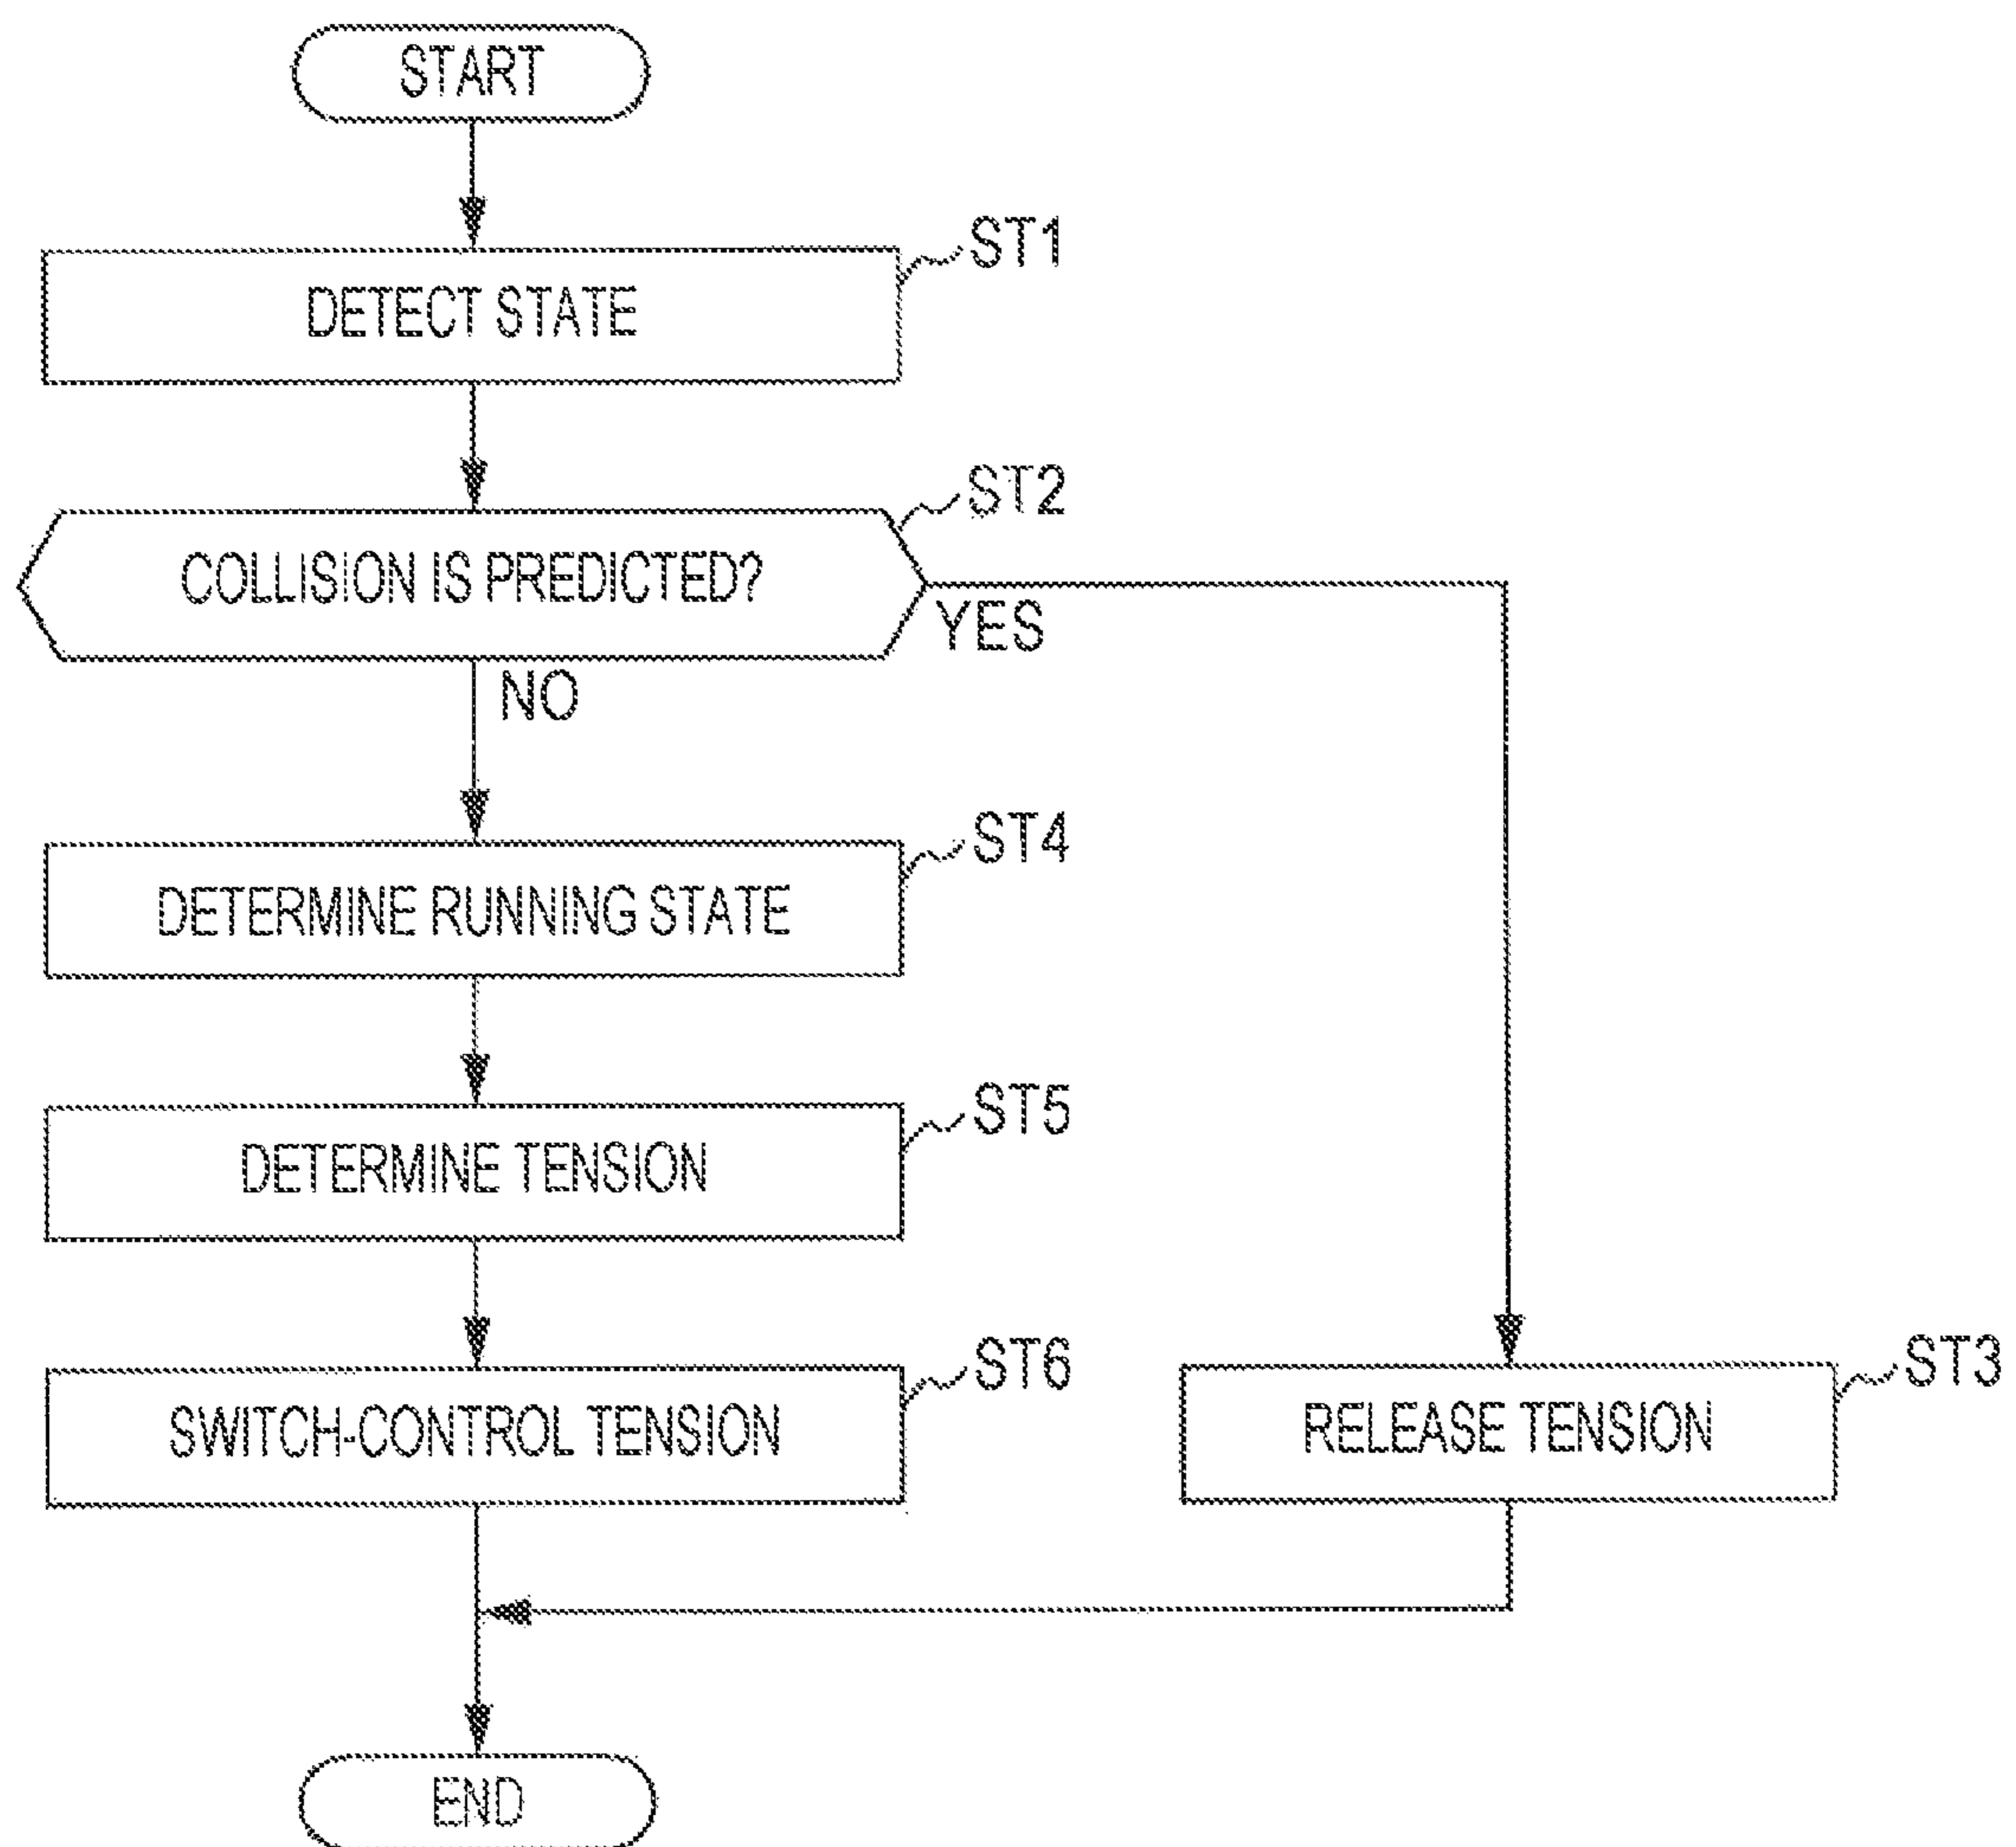 START
ST1
DETECT STATE
ST2
COLLISION IS PREDICTED?
YES
NO
ST4
DETERMINE RUNNING STATE
ST5
DETERMINE TENSION
ST6
SWITCH-CONTROL TENSION
ST3
RELEASE TENSION
END